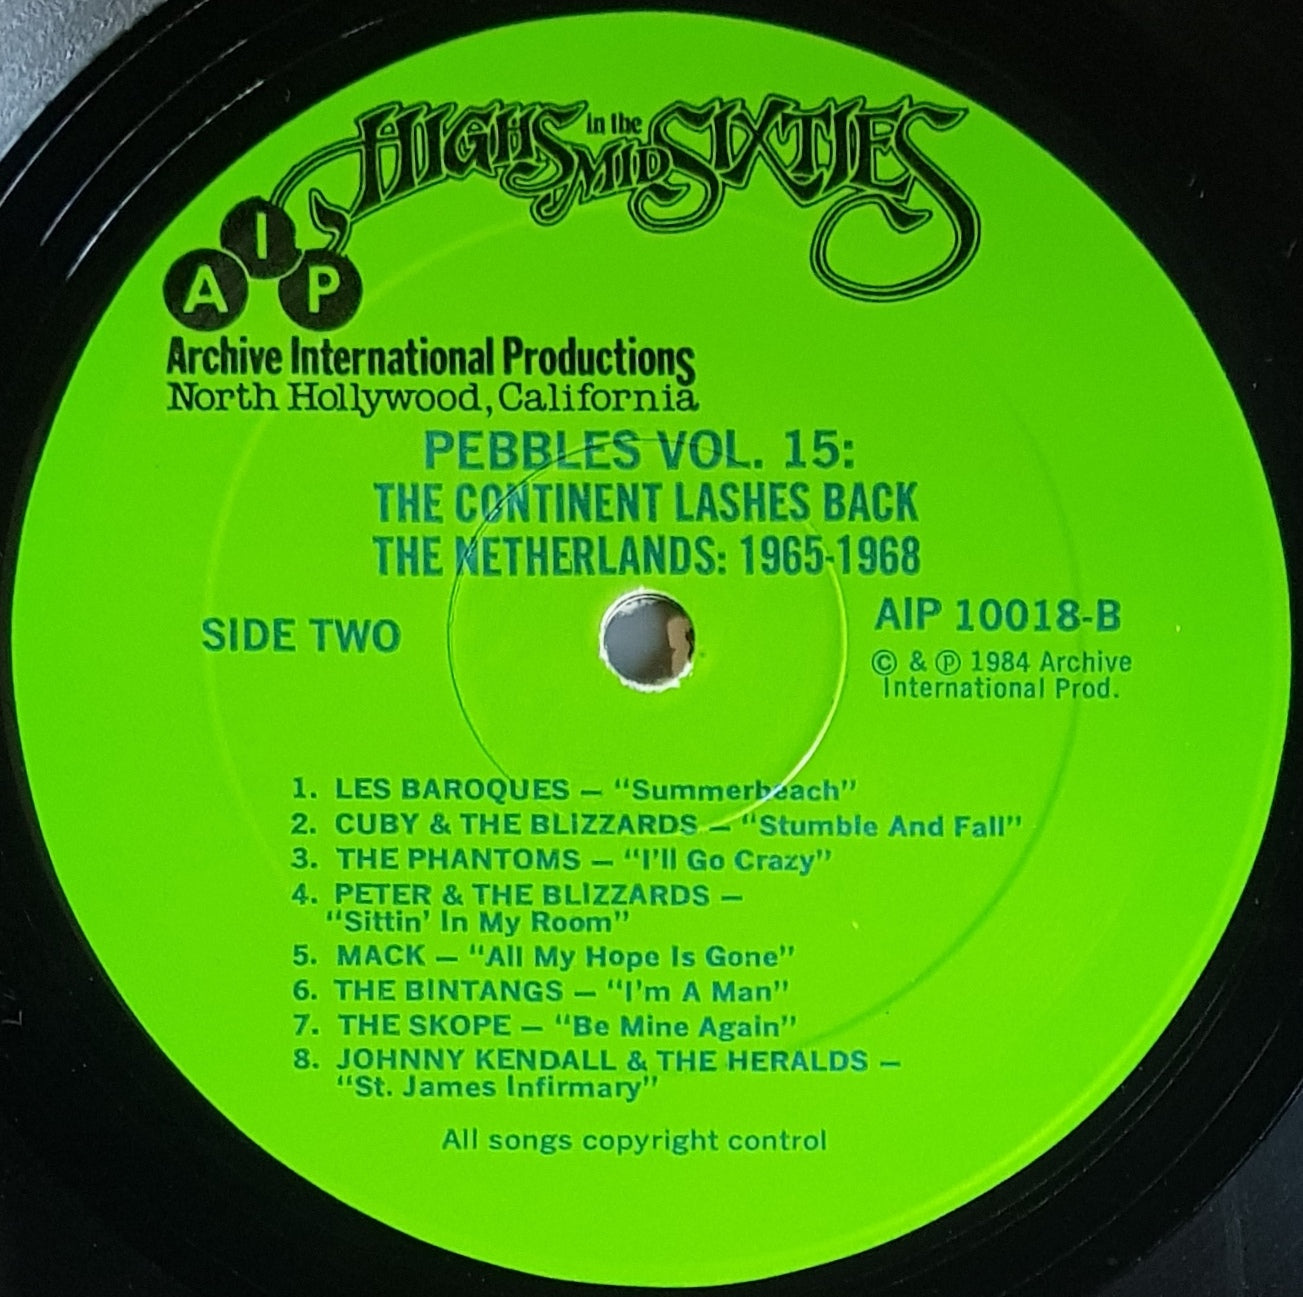 HIGHS in the MID SIXTIES
A I P
Archive International Productions
North Hollywood, California
PEBBLES VOL. 15:
THE CONTINENT LASHES BACK
THE NETHERLANDS: 1965-1968
SIDE TWO
AIP 10018-B
© & ℗ 1984 Archive
International Prod.
1. LES BAROQUES — "Summerbeach"
2. CUBY & THE BLIZZARDS — "Stumble And Fall"
3. THE PHANTOMS — "I'll Go Crazy"
4. PETER & THE BLIZZARDS —
"Sittin' In My Room"
5. MACK — "All My Hope Is Gone"
6. THE BINTANGS — "I'm A Man"
7. THE SKOPE — "Be Mine Again"
8. JOHNNY KENDALL & THE HERALDS —
"St. James Infirmary"
All songs copyright control